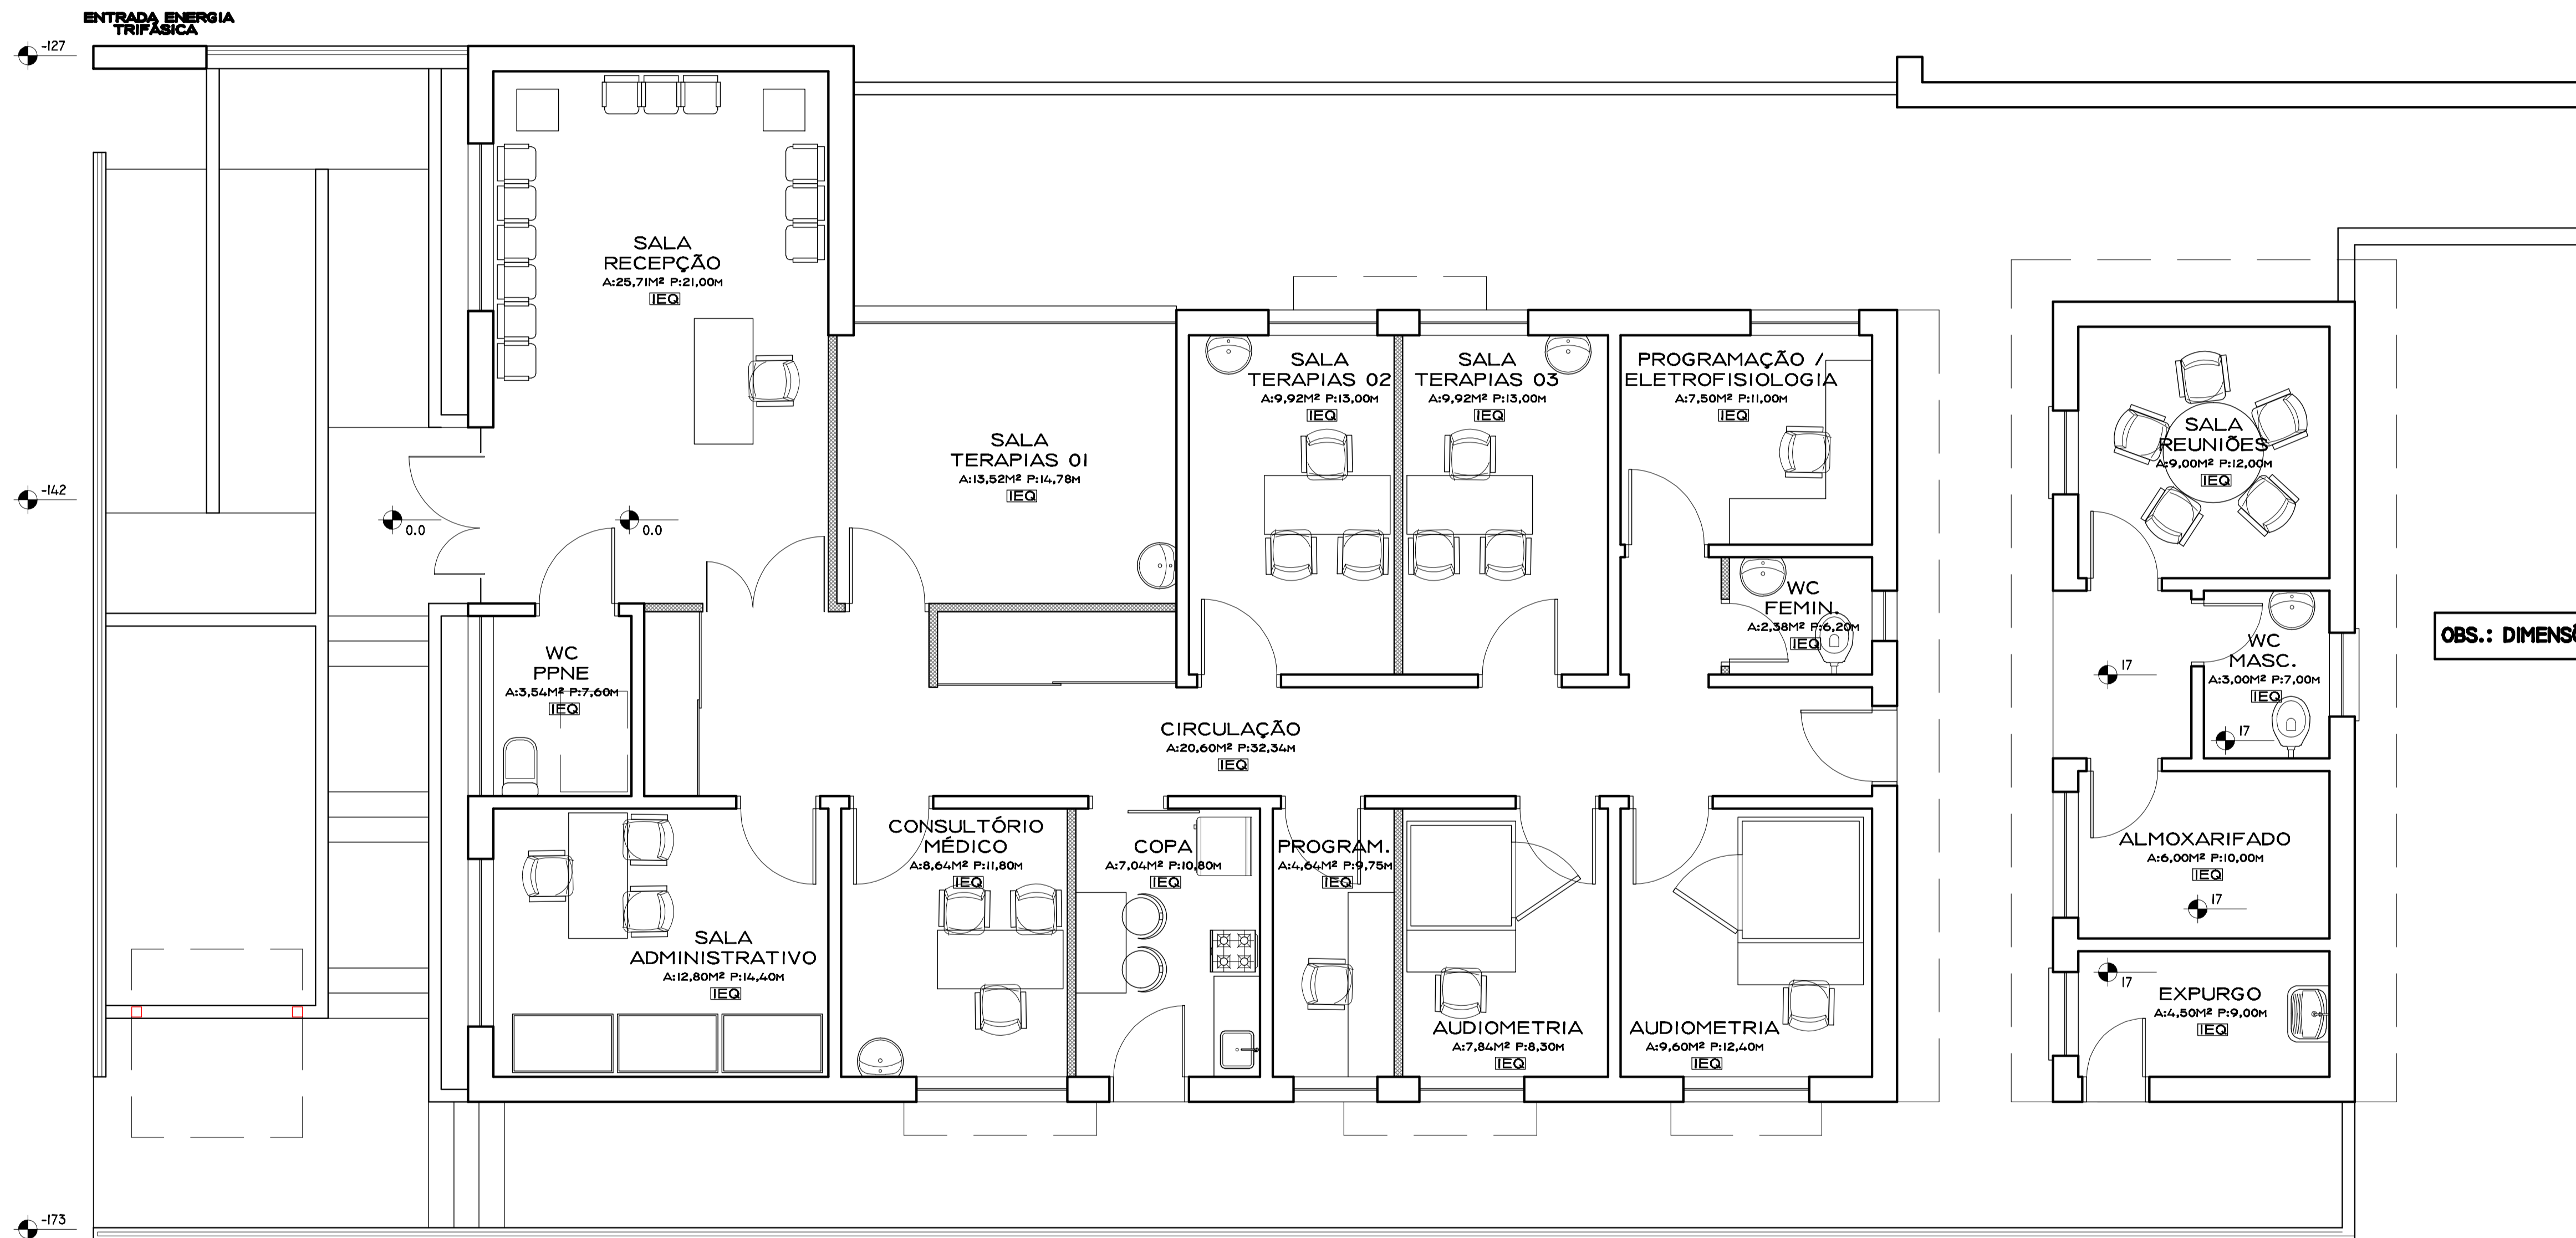 ENTRADA ENERGIA
TRIFÁSICA
-127
-142
-173
0.0
0.0
SALA
RECEPÇÃO
A:25,71M² P:21,00M
IEQ
SALA
TERAPIAS 01
A:13,52M² P:14,78M
IEQ
SALA
TERAPIAS 02
A:9,92M² P:13,00M
IEQ
SALA
TERAPIAS 03
A:9,92M² P:13,00M
IEQ
PROGRAMAÇÃO /
ELETROFISIOLOGIA
A:7,50M² P:11,00M
IEQ
WC
FEMIN.
A:2,38M² P:6,20M
IEQ
WC
PPNE
A:3,54M² P:7,60M
IEQ
CIRCULAÇÃO
A:20,60M² P:32,34M
IEQ
SALA
ADMINISTRATIVO
A:12,80M² P:14,40M
IEQ
CONSULTÓRIO
MÉDICO
A:8,64M² P:11,80M
IEQ
COPA
A:7,04M² P:10,80M
IEQ
PROGRAM.
A:4,64M² P:9,75M
IEQ
AUDIOMETRIA
A:7,84M² P:8,30M
IEQ
AUDIOMETRIA
A:9,60M² P:12,40M
IEQ
SALA
REUNIÕES
A:9,00M² P:12,00M
IEQ
17
WC
MASC.
A:3,00M² P:7,00M
IEQ
17
ALMOXARIFADO
A:6,00M² P:10,00M
IEQ
17
17
EXPURGO
A:4,50M² P:9,00M
IEQ
OBS.: